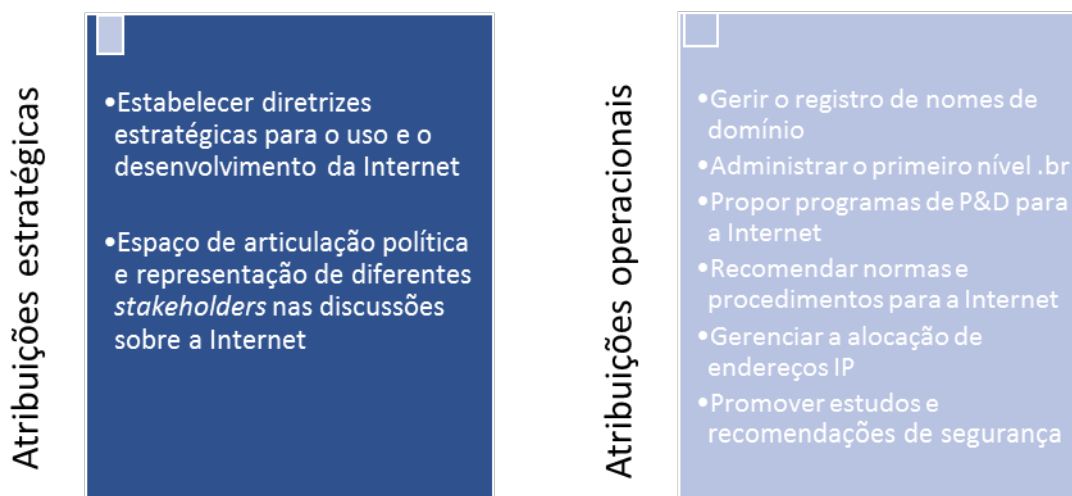 Atribuições estratégicas
•Estabelecer diretrizes
estratégicas para o uso e o
desenvolvimento da Internet
•Espaço de articulação política
e representação de diferentes
stakeholders nas discussões
sobre a Internet
Atribuições operacionais
•Gerir o registro de nomes de
domínio
•Administrar o primeiro nível .br
•Propor programas de P&D para
a Internet
•Recomendar normas e
procedimentos para a Internet
•Gerenciar a alocação de
endereços IP
•Promover estudos e
recomendações de segurança